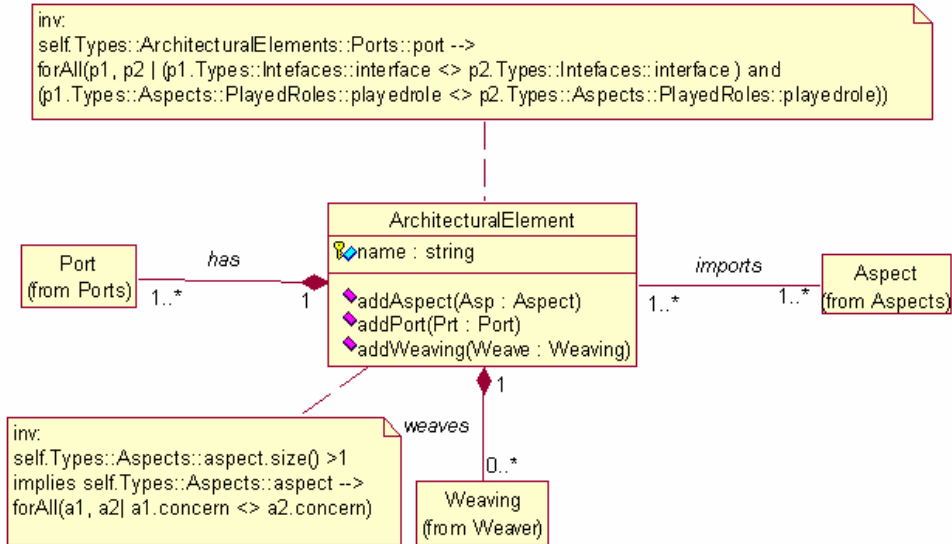 inv:
self.Types::ArchitecturalElements::Ports::port -->
forAll(p1, p2 | (p1.Types::Intefaces::interface <> p2.Types::Intefaces::interface ) and
(p1.Types::Aspects::PlayedRoles::playedrole <> p2.Types::Aspects::PlayedRoles::playedrole))
ArchitecturalElement
name : string
addAspect(Asp : Aspect)
addPort(Prt : Port)
addWeaving(Weave : Weaving)
Port
(from Ports)
has
1..*
1
imports
1..*
1..*
Aspect
(from Aspects)
1
weaves
0..*
Weaving
(from Weaver)
inv:
self.Types::Aspects::aspect.size() >1
implies self.Types::Aspects::aspect -->
forAll(a1, a2| a1.concern <> a2.concern)